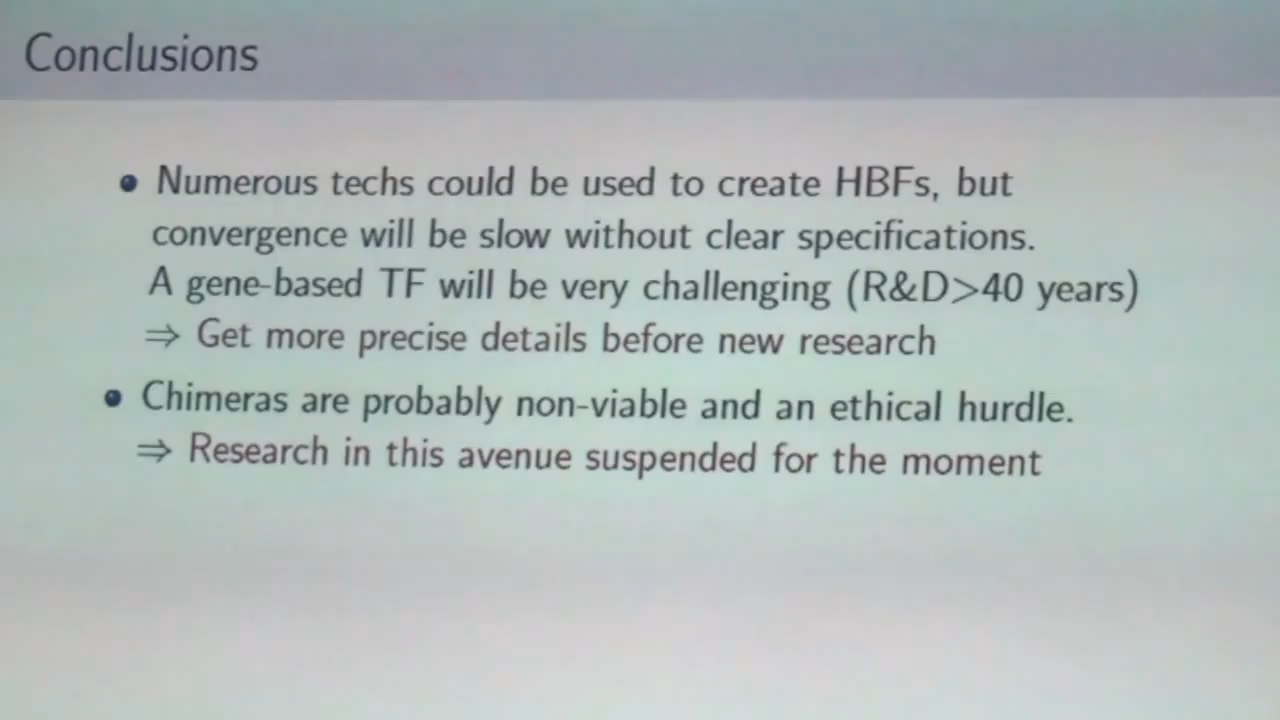 Conclusions
• Numerous techs could be used to create HBFs, but
convergence will be slow without clear specifications.
A gene-based TF will be very challenging (R&D>40 years)
⇒ Get more precise details before new research
• Chimeras are probably non-viable and an ethical hurdle.
⇒ Research in this avenue suspended for the moment